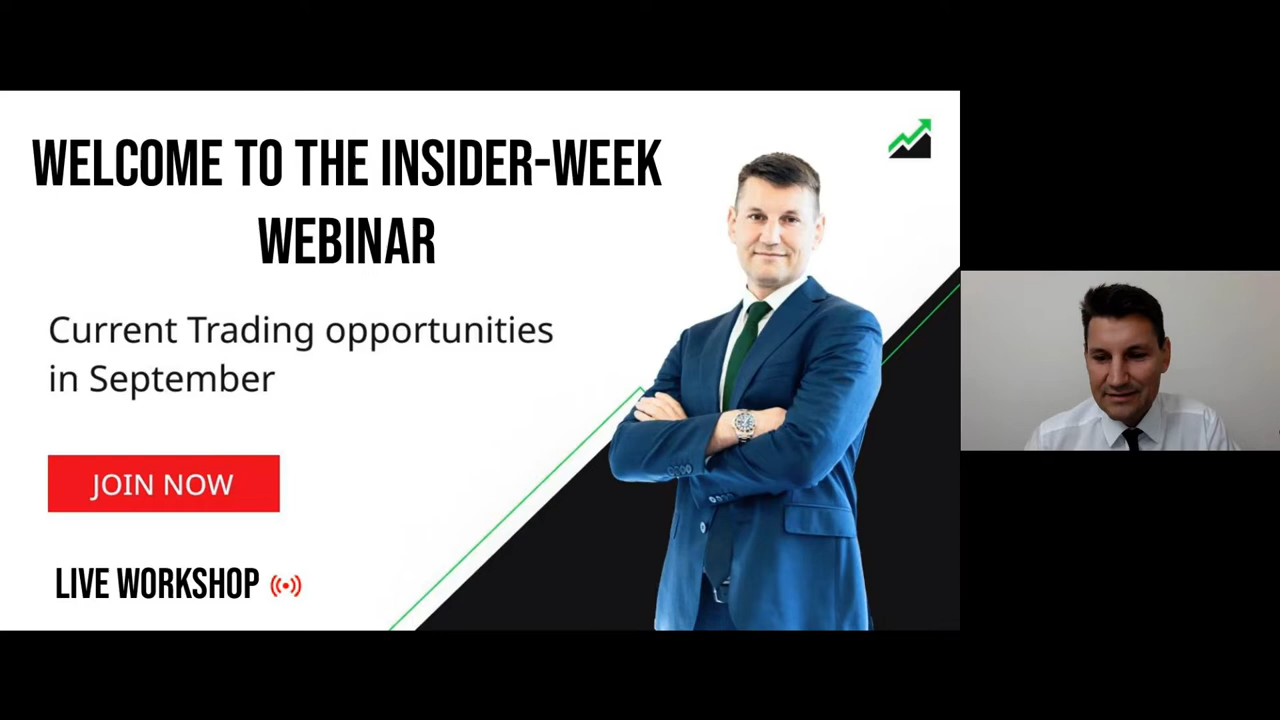 WELCOME TO THE INSIDER-WEEK
WEBINAR
Current Trading opportunities
in September
JOIN NOW
LIVE WORKSHOP